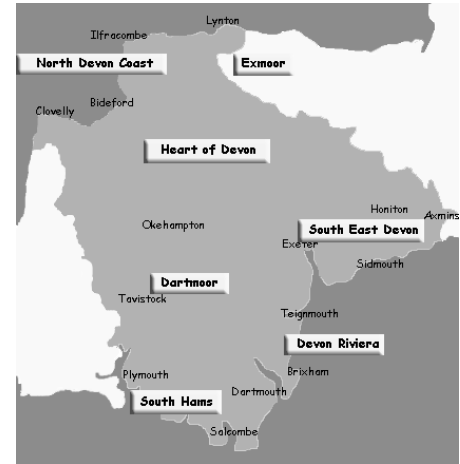 Lynton
Ilfracombe
North Devon Coast
Exmoor
Bideford
Clovelly
Heart of Devon
Honiton
Axmins
Okehampton
South East Devon
Exeter
Sidmouth
Dartmoor
Tavistock
Teignmouth
Devon Riviera
Plymouth
Brixham
Dartmouth
South Hams
Salcombe